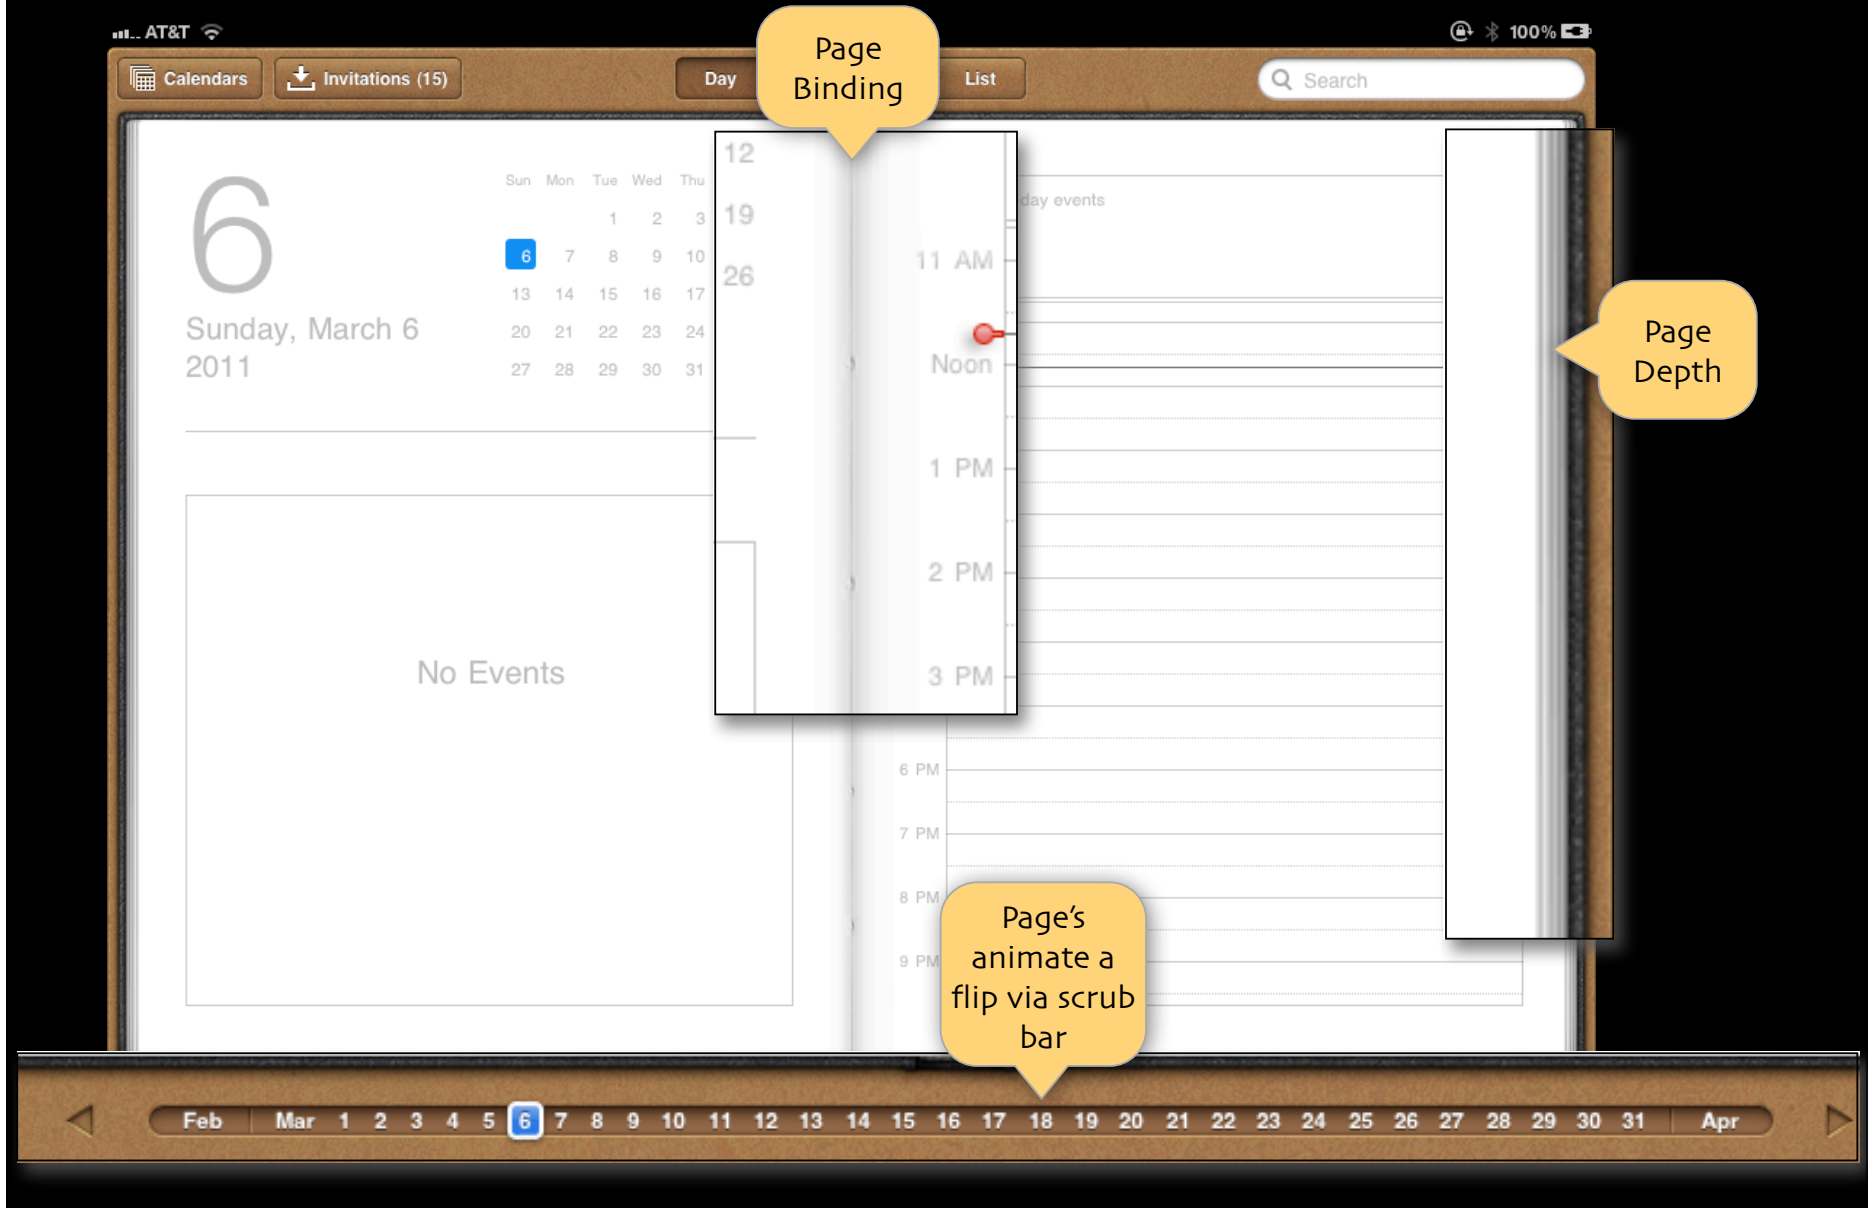 AT&T
100%
Calendars
Invitations (15)
Day
List
Search
Page
Binding
6
Sunday, March 6
2011
Sun Mon Tue Wed Thu
1 2 3
6 7 8 9 10
13 14 15 16 17
20 21 22 23 24
27 28 29 30 31
No Events
12
19
26
11 AM
Noon
1 PM
2 PM
3 PM
day events
Page
Depth
6 PM
7 PM
8 PM
9 PM
Page's
animate a
flip via scrub
bar
Feb Mar 1 2 3 4 5 6 7 8 9 10 11 12 13 14 15 16 17 18 19 20 21 22 23 24 25 26 27 28 29 30 31 Apr